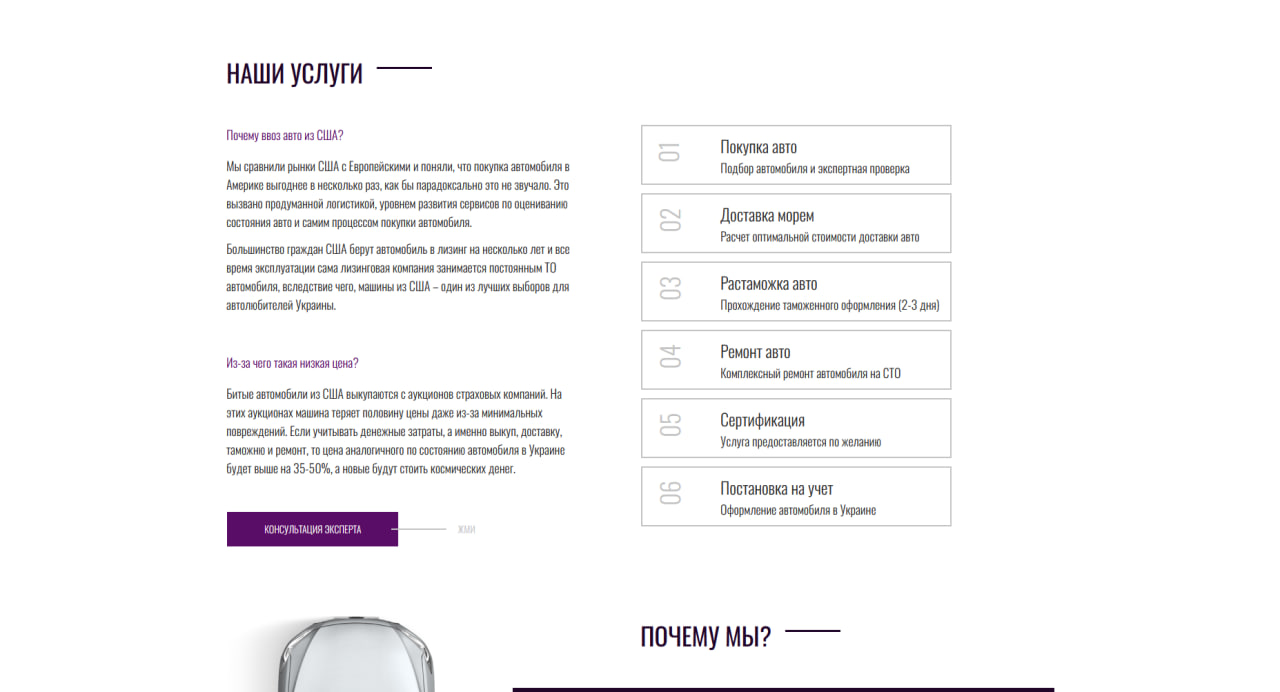 НАШИ УСЛУГИ
Почему ввоз авто из США?
Мы сравнили рынки США с Европейскими и поняли, что покупка автомобиля в
Америке выгоднее в несколько раз, как бы парадоксально это не звучало. Это
вызвано продуманной логистикой, уровнем развития сервисов по оцениванию
состояния авто и самим процессом покупки автомобиля.
Большинство граждан США берут автомобиль в лизинг на несколько лет и все
время эксплуатации сама лизинговая компания занимается постоянным ТО
автомобиля, вследствие чего, машины из США – один из лучших выборов для
автолюбителей Украины.
Из-за чего такая низкая цена?
Битые автомобили из США выкупаются с аукционов страховых компаний. На
этих аукционах машина теряет половину цены даже из-за минимальных
повреждений. Если учитывать денежные затраты, а именно выкуп, доставку,
таможню и ремонт, то цена аналогичного по состоянию автомобиля в Украине
будет выше на 35-50%, а новые будут стоить космических денег.
КОНСУЛЬТАЦИЯ ЭКСПЕРТА
ЖМИ
01
Покупка авто
Подбор автомобиля и экспертная проверка
02
Доставка морем
Расчет оптимальной стоимости доставки авто
03
Растаможка авто
Прохождение таможенного оформления (2-3 дня)
04
Ремонт авто
Комплексный ремонт автомобиля на СТО
05
Сертификация
Услуга предоставляется по желанию
06
Постановка на учет
Оформление автомобиля в Украине
ПОЧЕМУ МЫ?